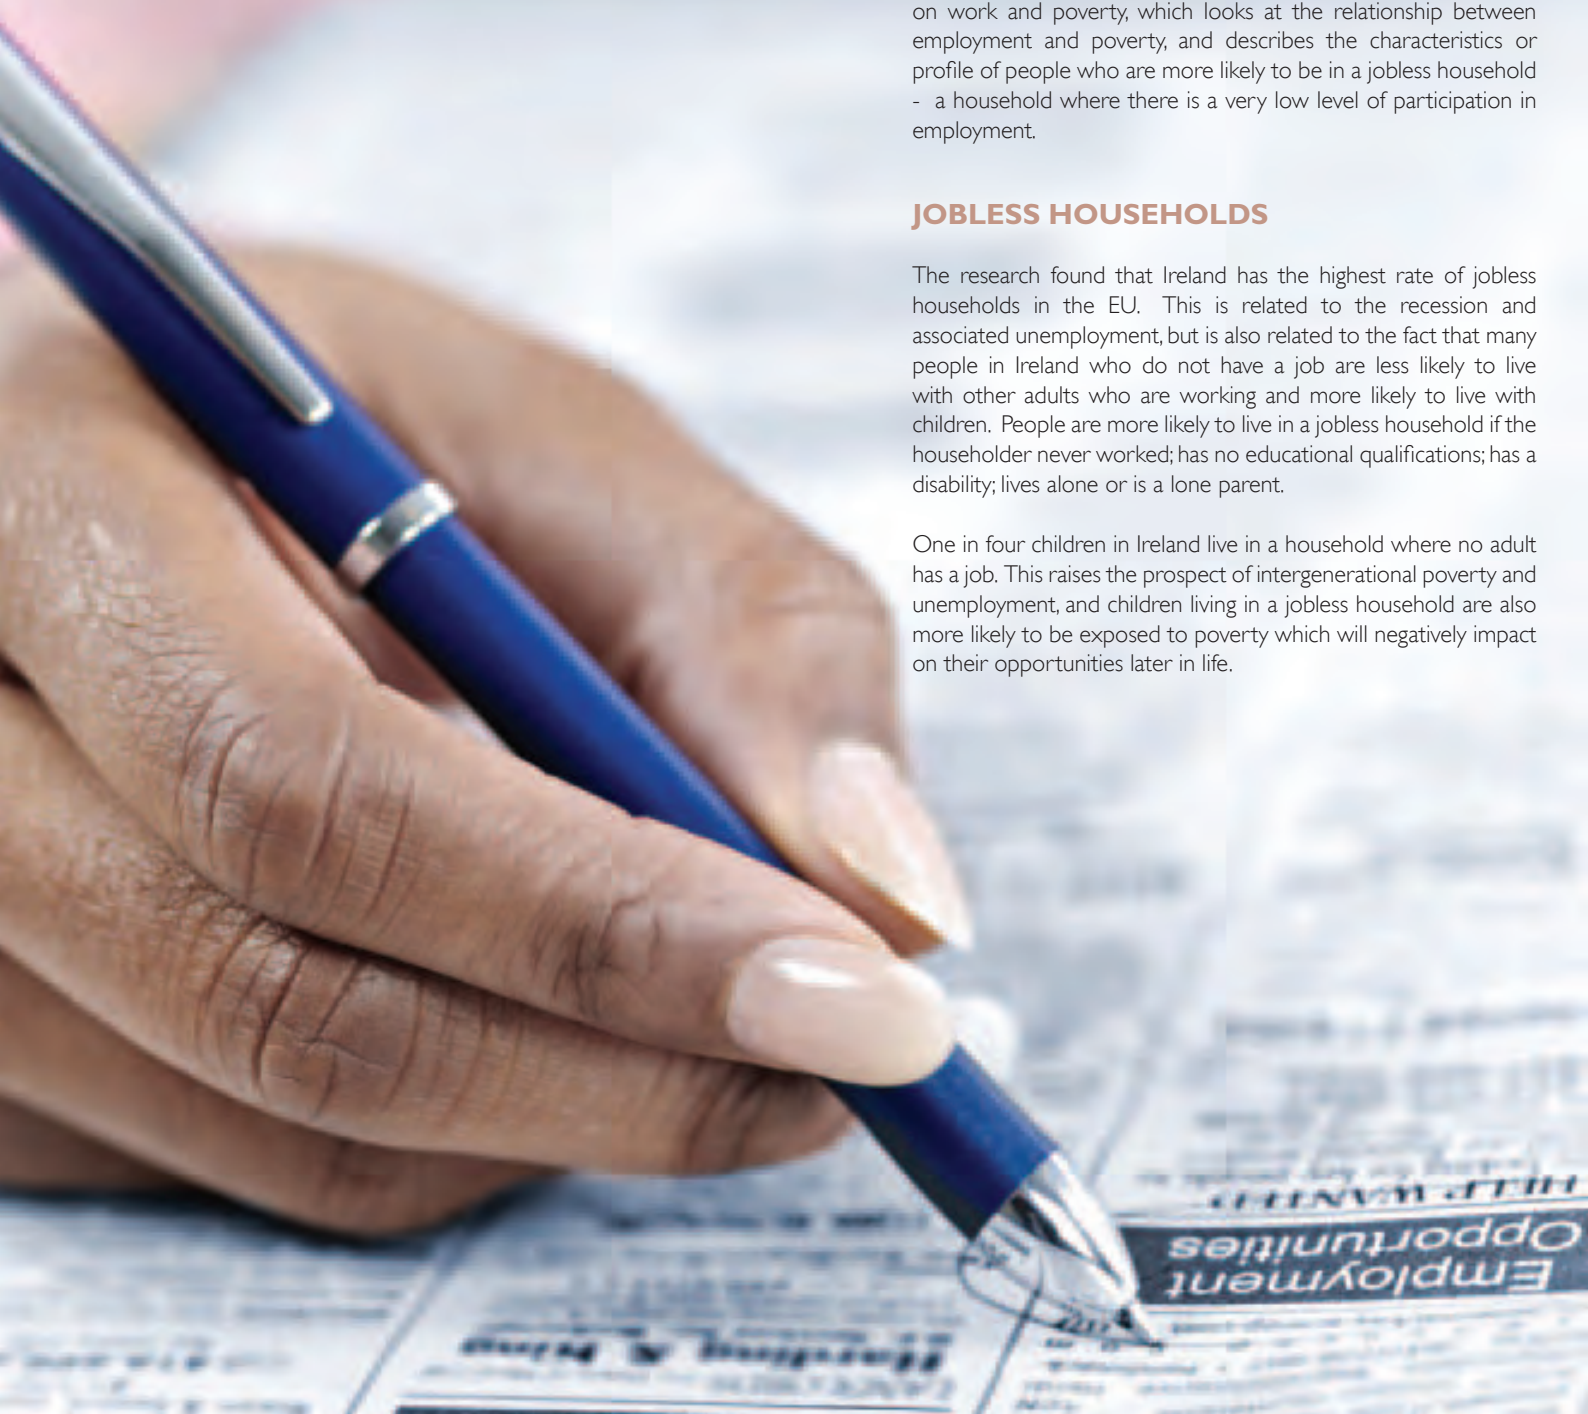 on work and poverty, which looks at the relationship between
employment and poverty, and describes the characteristics or
profile of people who are more likely to be in a jobless household
- a household where there is a very low level of participation in
employment.
JOBLESS HOUSEHOLDS
The research found that Ireland has the highest rate of jobless
households in the EU. This is related to the recession and
associated unemployment, but is also related to the fact that many
people in Ireland who do not have a job are less likely to live
with other adults who are working and more likely to live with
children. People are more likely to live in a jobless household if the
householder never worked; has no educational qualifications; has a
disability; lives alone or is a lone parent.
One in four children in Ireland live in a household where no adult
has a job. This raises the prospect of intergenerational poverty and
unemployment, and children living in a jobless household are also
more likely to be exposed to poverty which will negatively impact
on their opportunities later in life.
Employment
Opportunities
HELP WANTED